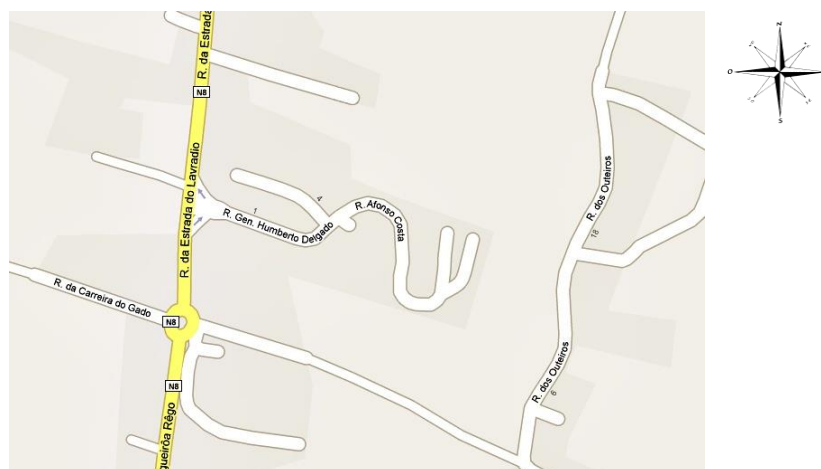 R. da Estrada
N8
R. da Estrada do Lavradio
1
R. Gen. Humberto Delgado
4
R. Afonso Costa
R. dos Outeiros
18
R. da Carreira do Gado
N8
N8
R. dos Outeiros
6
gueirôa Rêgo
N
O
S